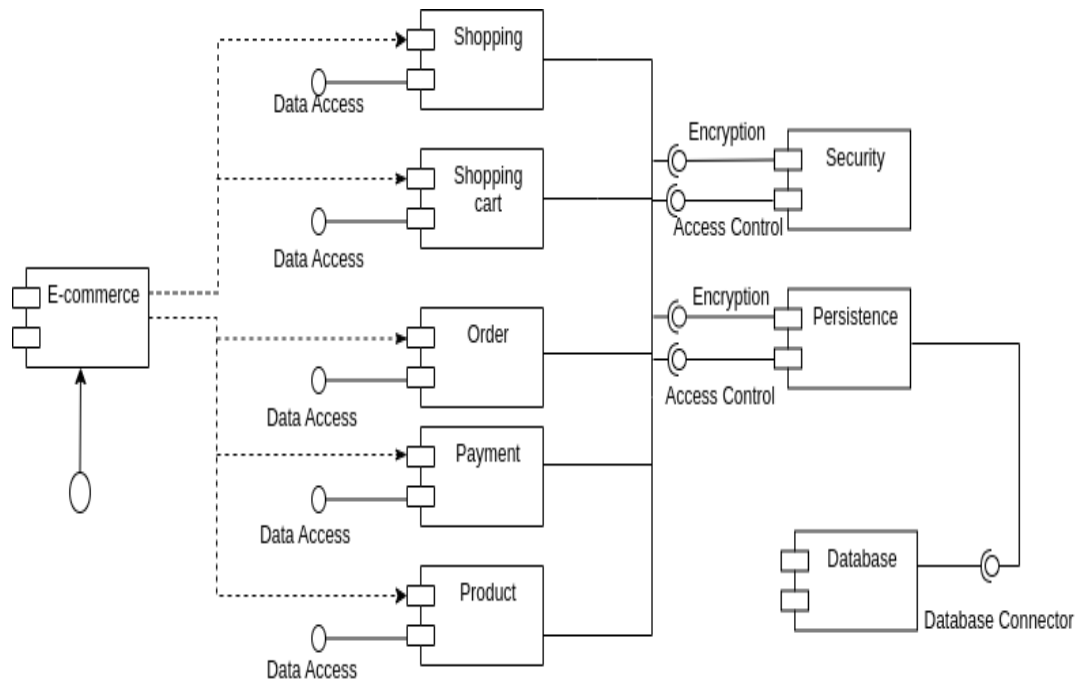 Shopping
Data Access
Encryption
Security
Shopping
cart
Access Control
Data Access
E-commerce
Encryption
Persistence
Order
Access Control
Data Access
Payment
Data Access
Database
Product
Database Connector
Data Access